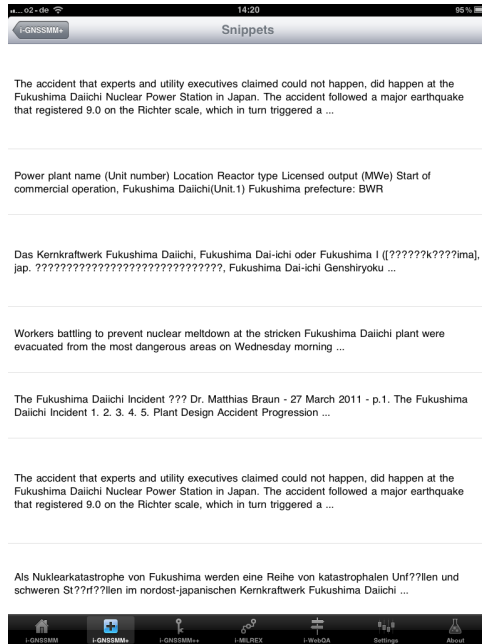 o2-de 14:20 95%
i-GNSSMM+ Snippets
The accident that experts and utility executives claimed could not happen, did happen at the
Fukushima Daiichi Nuclear Power Station in Japan. The accident followed a major earthquake
that registered 9.0 on the Richter scale, which in turn triggered a ...
Power plant name (Unit number) Location Reactor type Licensed output (MWe) Start of
commercial operation, Fukushima Daiichi(Unit.1) Fukushima prefecture: BWR
Das Kernkraftwerk Fukushima Daiichi, Fukushima Dai-ichi oder Fukushima I ([??????k????ima],
jap. ??????????????????????????????, Fukushima Dai-ichi Genshiryoku ...
Workers battling to prevent nuclear meltdown at the stricken Fukushima Daiichi plant were
evacuated from the most dangerous areas on Wednesday morning ...
The Fukushima Daiichi Incident ??? Dr. Matthias Braun - 27 March 2011 - p.1. The Fukushima
Daiichi Incident 1. 2. 3. 4. 5. Plant Design Accident Progression ...
The accident that experts and utility executives claimed could not happen, did happen at the
Fukushima Daiichi Nuclear Power Station in Japan. The accident followed a major earthquake
that registered 9.0 on the Richter scale, which in turn triggered a ...
Als Nuklearkatastrophe von Fukushima werden eine Reihe von katastrophalen Unf??llen und
schweren St??rf??llen im nordost-japanischen Kernkraftwerk Fukushima Daiichi ...
i-GNSSMM i-GNSSMM+ i-GNSSMM++ i-MILREX i-WebQA Settings About